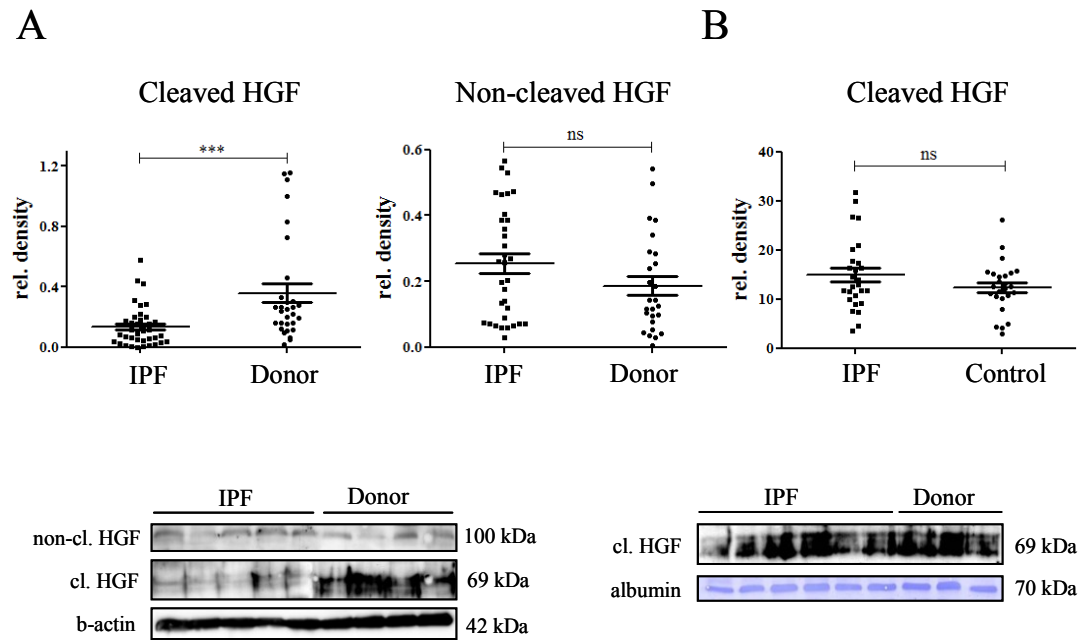 A
B
Cleaved HGF
Non-cleaved HGF
Cleaved HGF
***
ns
ns
rel. density
1.2
0.8
0.4
0.0
rel. density
0.6
0.4
0.2
0.0
rel. density
40
30
20
10
0
IPF
Donor
IPF
Donor
IPF
Control
IPF
Donor
non-cl. HGF
100 kDa
cl. HGF
69 kDa
b-actin
42 kDa
IPF
Donor
cl. HGF
69 kDa
albumin
70 kDa